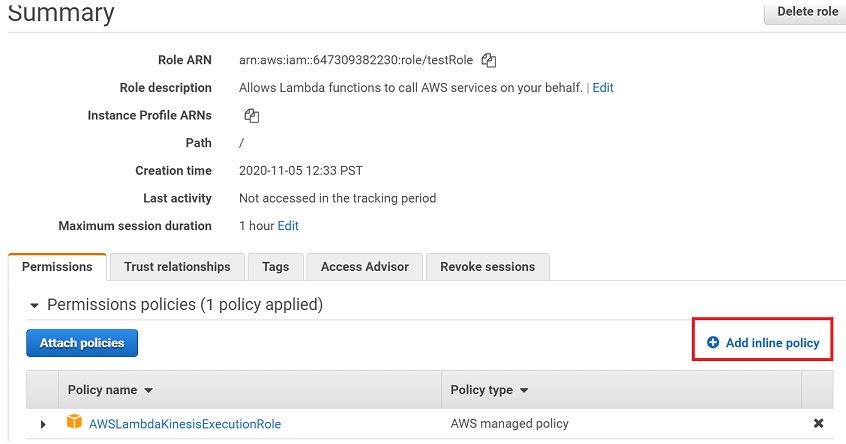 Summary
Delete role
Role ARN arn:aws:iam::647309382230:role/testRole
Role description Allows Lambda functions to call AWS services on your behalf. | Edit
Instance Profile ARNs
Path /
Creation time 2020-11-05 12:33 PST
Last activity Not accessed in the tracking period
Maximum session duration 1 hour Edit
Permissions Trust relationships Tags Access Advisor Revoke sessions
Permissions policies (1 policy applied)
Attach policies Add inline policy
Policy name Policy type
AWSLambdaKinesisExecutionRole AWS managed policy